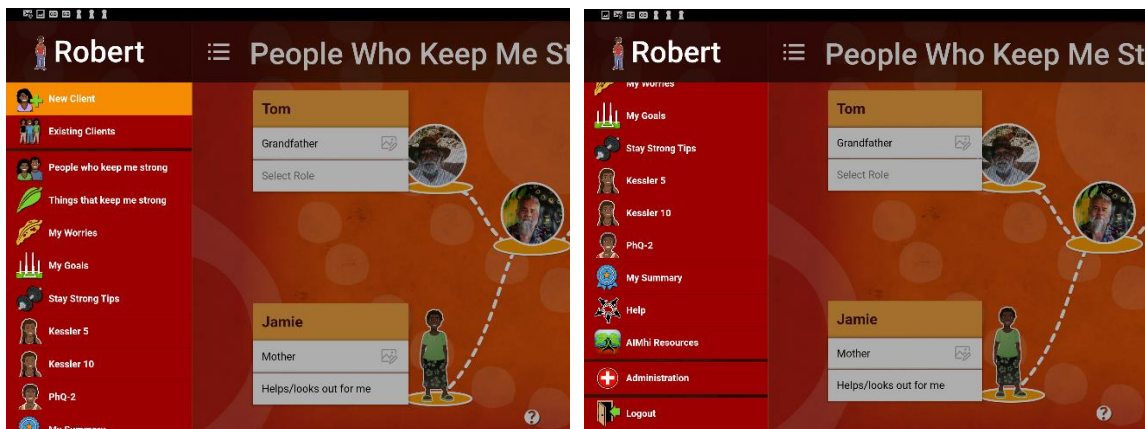 Robert
People Who Keep Me St
New Client
Existing Clients
People who keep me strong
Things that keep me strong
My Worries
My Goals
Stay Strong Tips
Kessler 5
Kessler 10
PhQ-2
My Summary
Tom
Grandfather
Select Role
Jamie
Mother
Helps/looks out for me
?
Robert
People Who Keep Me St
My Worries
My Goals
Stay Strong Tips
Kessler 5
Kessler 10
PhQ-2
My Summary
Help
AIMhi Resources
Administration
Logout
Tom
Grandfather
Select Role
Jamie
Mother
Helps/looks out for me
?